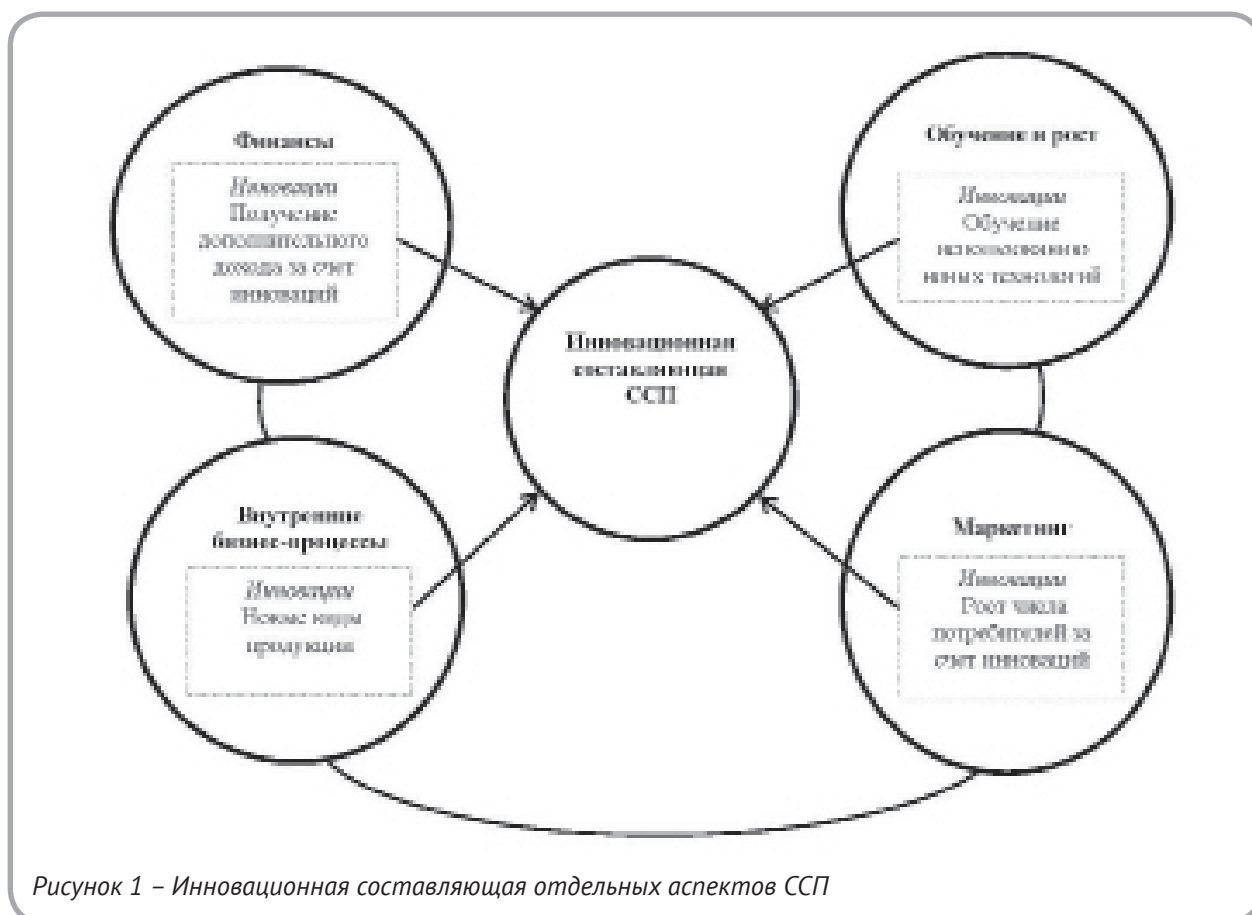 Финансы
Инновации
Получение
дополнительного
дохода за счет
инноваций
Обучение и рост
Инновации
Обучение
использованию
новых технологий
Инновационная
составляющая
ССП
Внутренние
бизнес-процессы
Инновации
Новые виды
продукции
Маркетинг
Инновации
Рост числа
потребителей за
счет инноваций
Рисунок 1 – Инновационная составляющая отдельных аспектов ССП